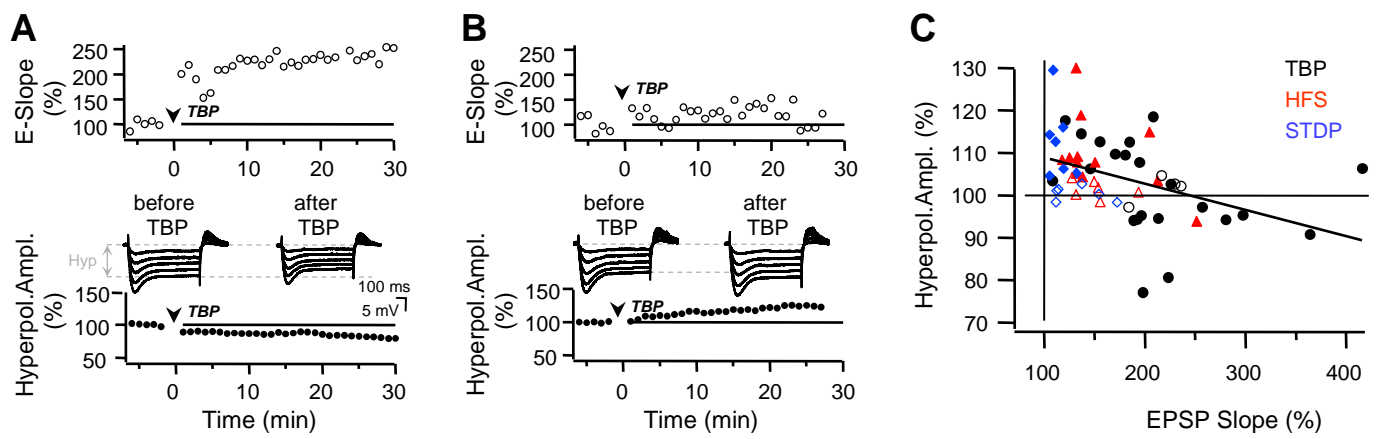 A
E-Slope
(%)
250
200
150
100
TBP
0
10
20
30
before
TBP
after
TBP
Hyp
100 ms
5 mV
Hyperpol.Ampl.
(%)
150
100
50
TBP
0
10
20
30
Time (min)
B
E-Slope
(%)
250
200
150
100
TBP
0
10
20
30
before
TBP
after
TBP
Hyperpol.Ampl.
(%)
150
100
50
TBP
0
10
20
30
Time (min)
C
Hyperpol.Ampl. (%)
130
120
110
100
90
80
70
TBP
HFS
STDP
100
200
300
400
EPSP Slope (%)